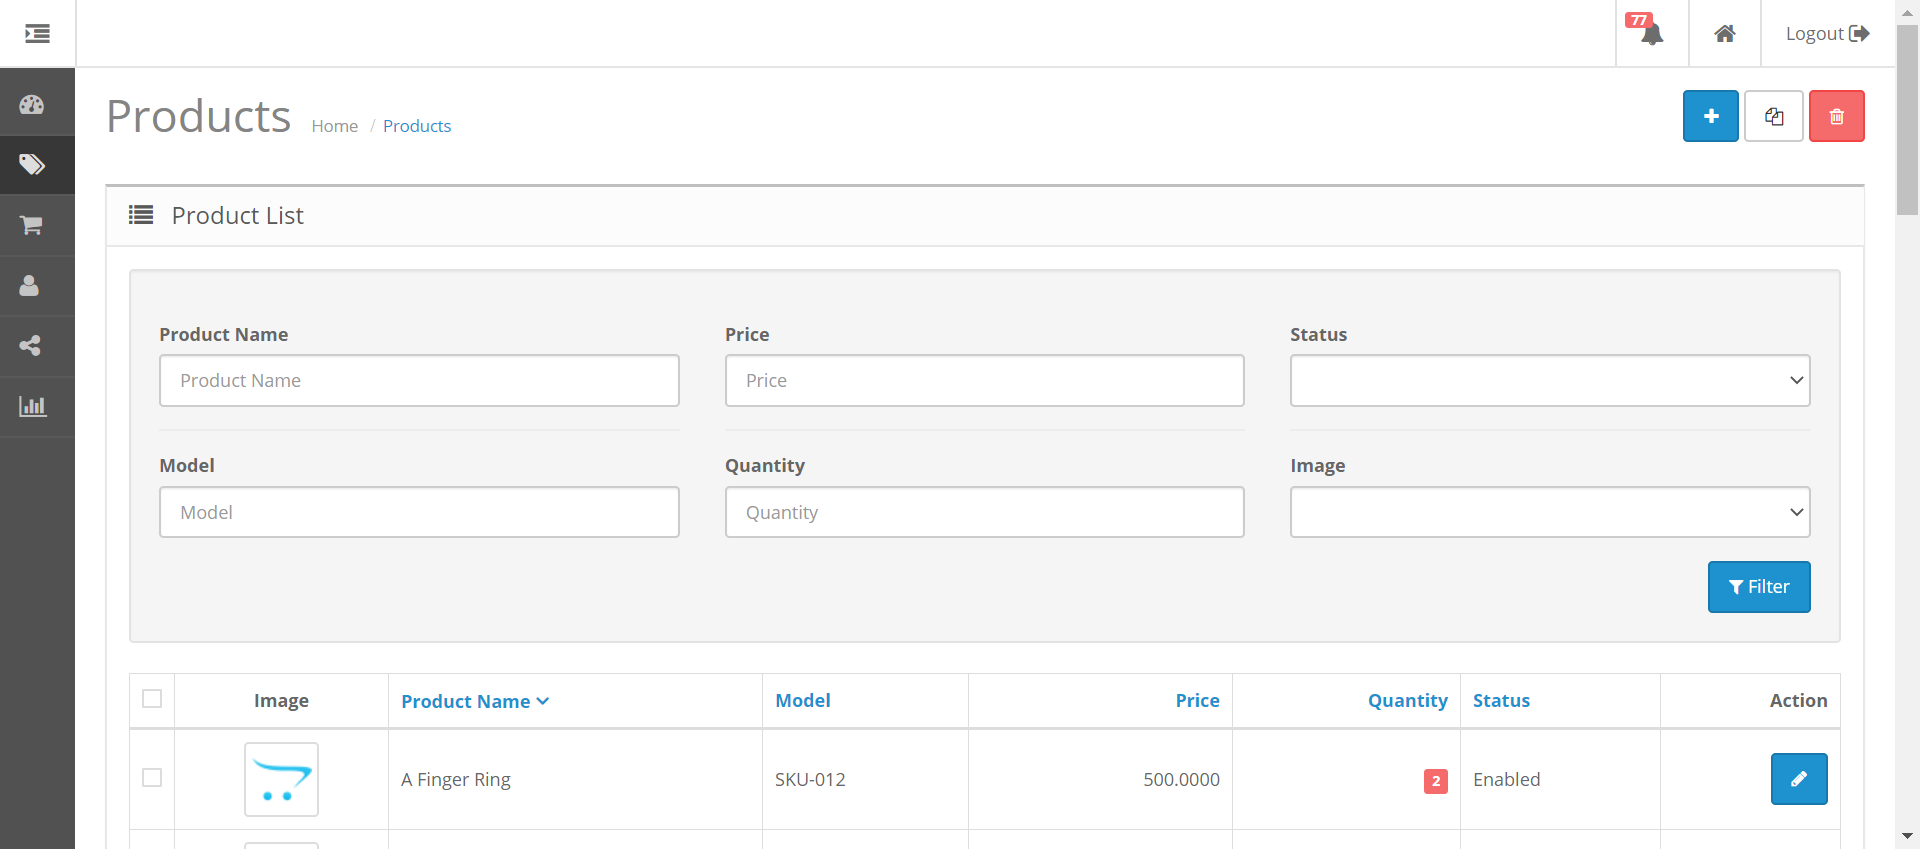 77
Logout
Products
Home / Products
Product List
Product Name
Price
Status
Product Name
Price
Model
Quantity
Image
Model
Quantity
Filter
Image
Product Name
Model
Price
Quantity
Status
Action
A Finger Ring
SKU-012
500.0000
2
Enabled